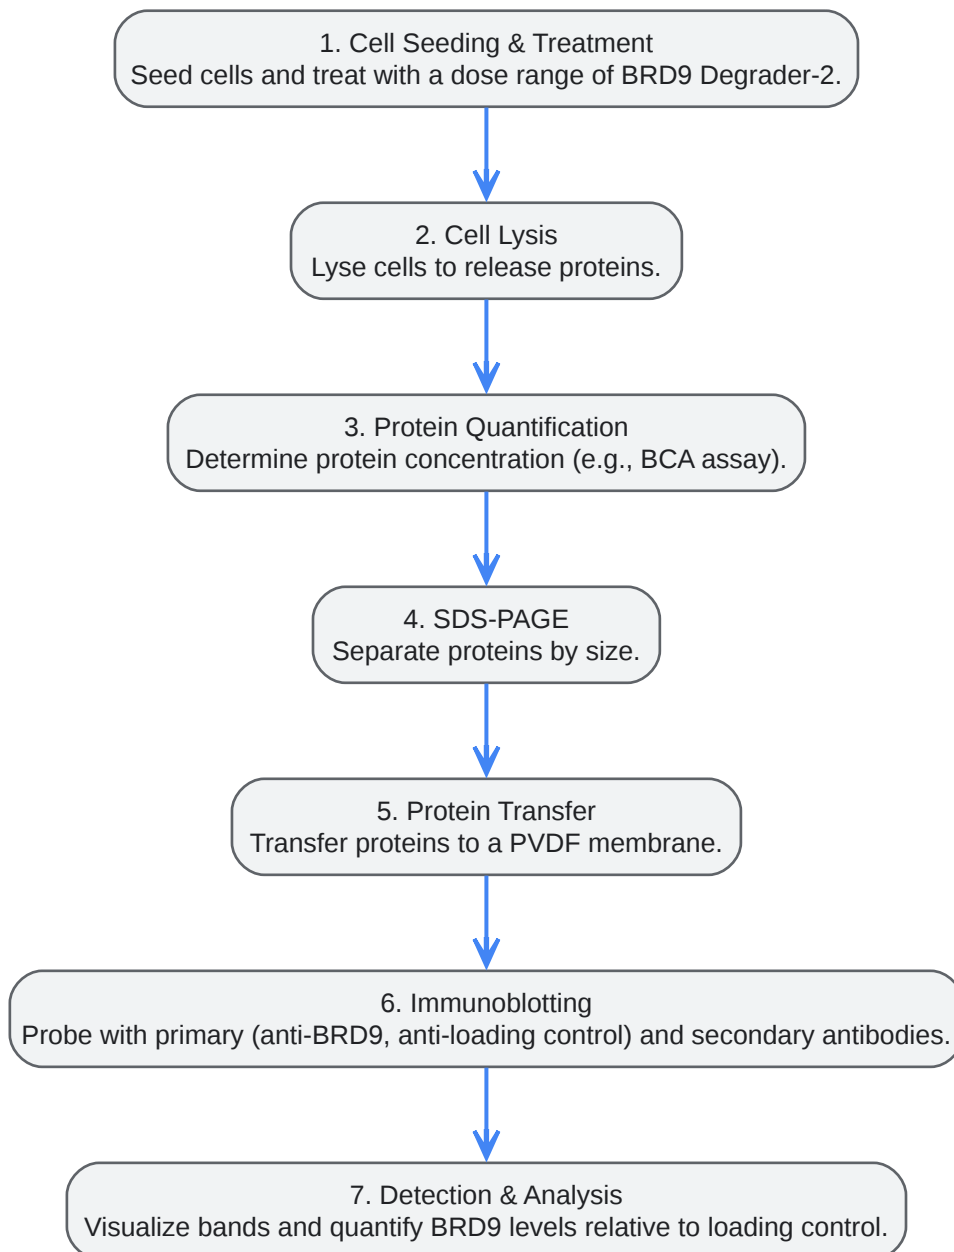 1. Cell Seeding & Treatment
Seed cells and treat with a dose range of BRD9 Degrader-2.
2. Cell Lysis
Lyse cells to release proteins.
3. Protein Quantification
Determine protein concentration (e.g., BCA assay).
4. SDS-PAGE
Separate proteins by size.
5. Protein Transfer
Transfer proteins to a PVDF membrane.
6. Immunoblotting
Probe with primary (anti-BRD9, anti-loading control) and secondary antibodies.
7. Detection & Analysis
Visualize bands and quantify BRD9 levels relative to loading control.